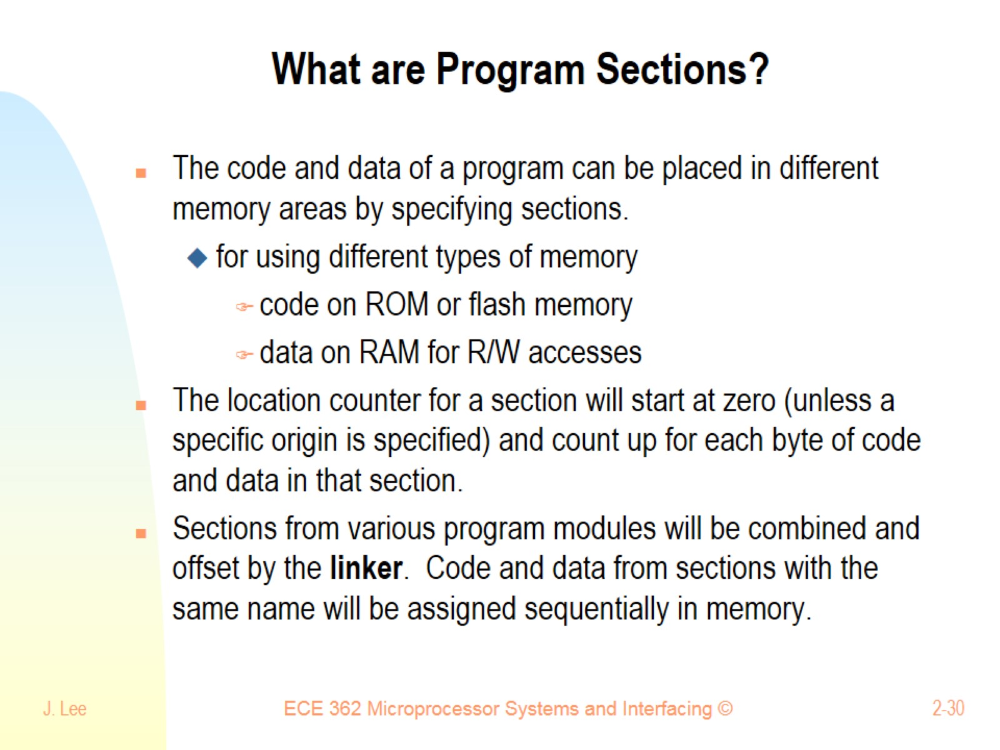 What are Program Sections?
The code and data of a program can be placed in different
memory areas by specifying sections.
for using different types of memory
code on ROM or flash memory
data on RAM for R/W accesses
The location counter for a section will start at zero (unless a
specific origin is specified) and count up for each byte of code
and data in that section.
Sections from various program modules will be combined and
offset by the linker.  Code and data from sections with the
same name will be assigned sequentially in memory.
J. Lee
ECE 362 Microprocessor Systems and Interfacing ©
2-30